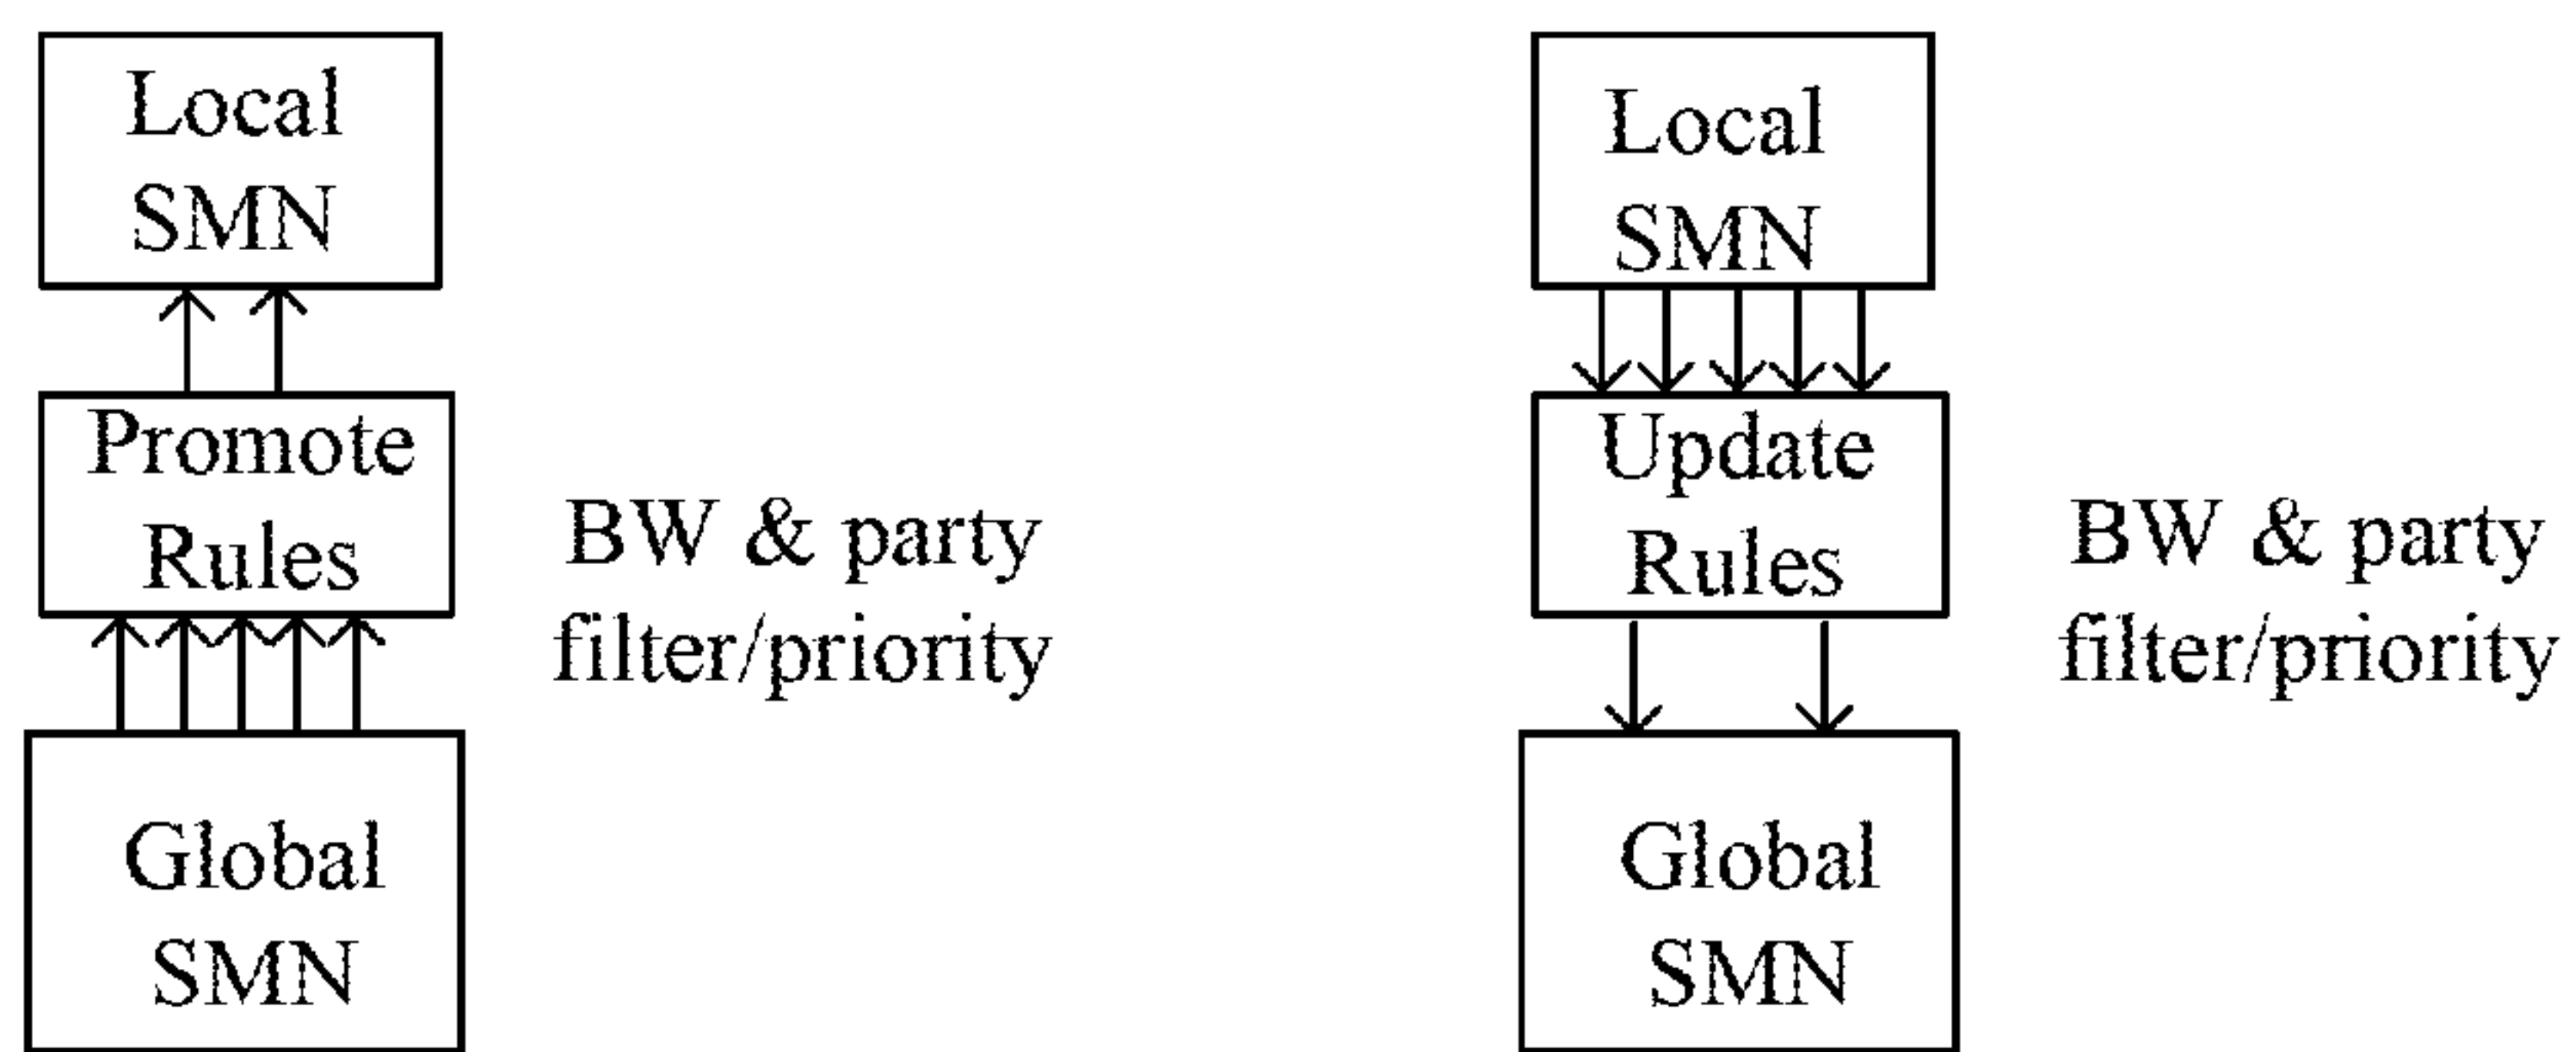 Local
SMN
Promote
Rules
BW & party
filter/priority
Global
SMN
Local
SMN
Update
Rules
BW & party
filter/priority
Global
SMN